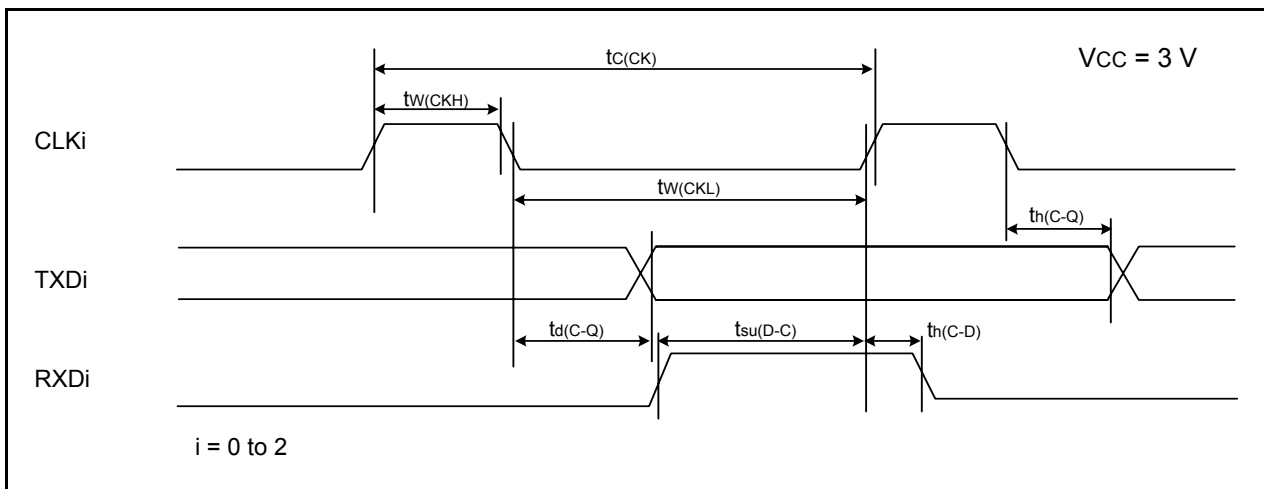 tC(CK)
VCC = 3 V
tW(CKH)
CLKi
tW(CKL)
th(C-Q)
TXDi
td(C-Q)
tsu(D-C)
th(C-D)
RXDi
i = 0 to 2